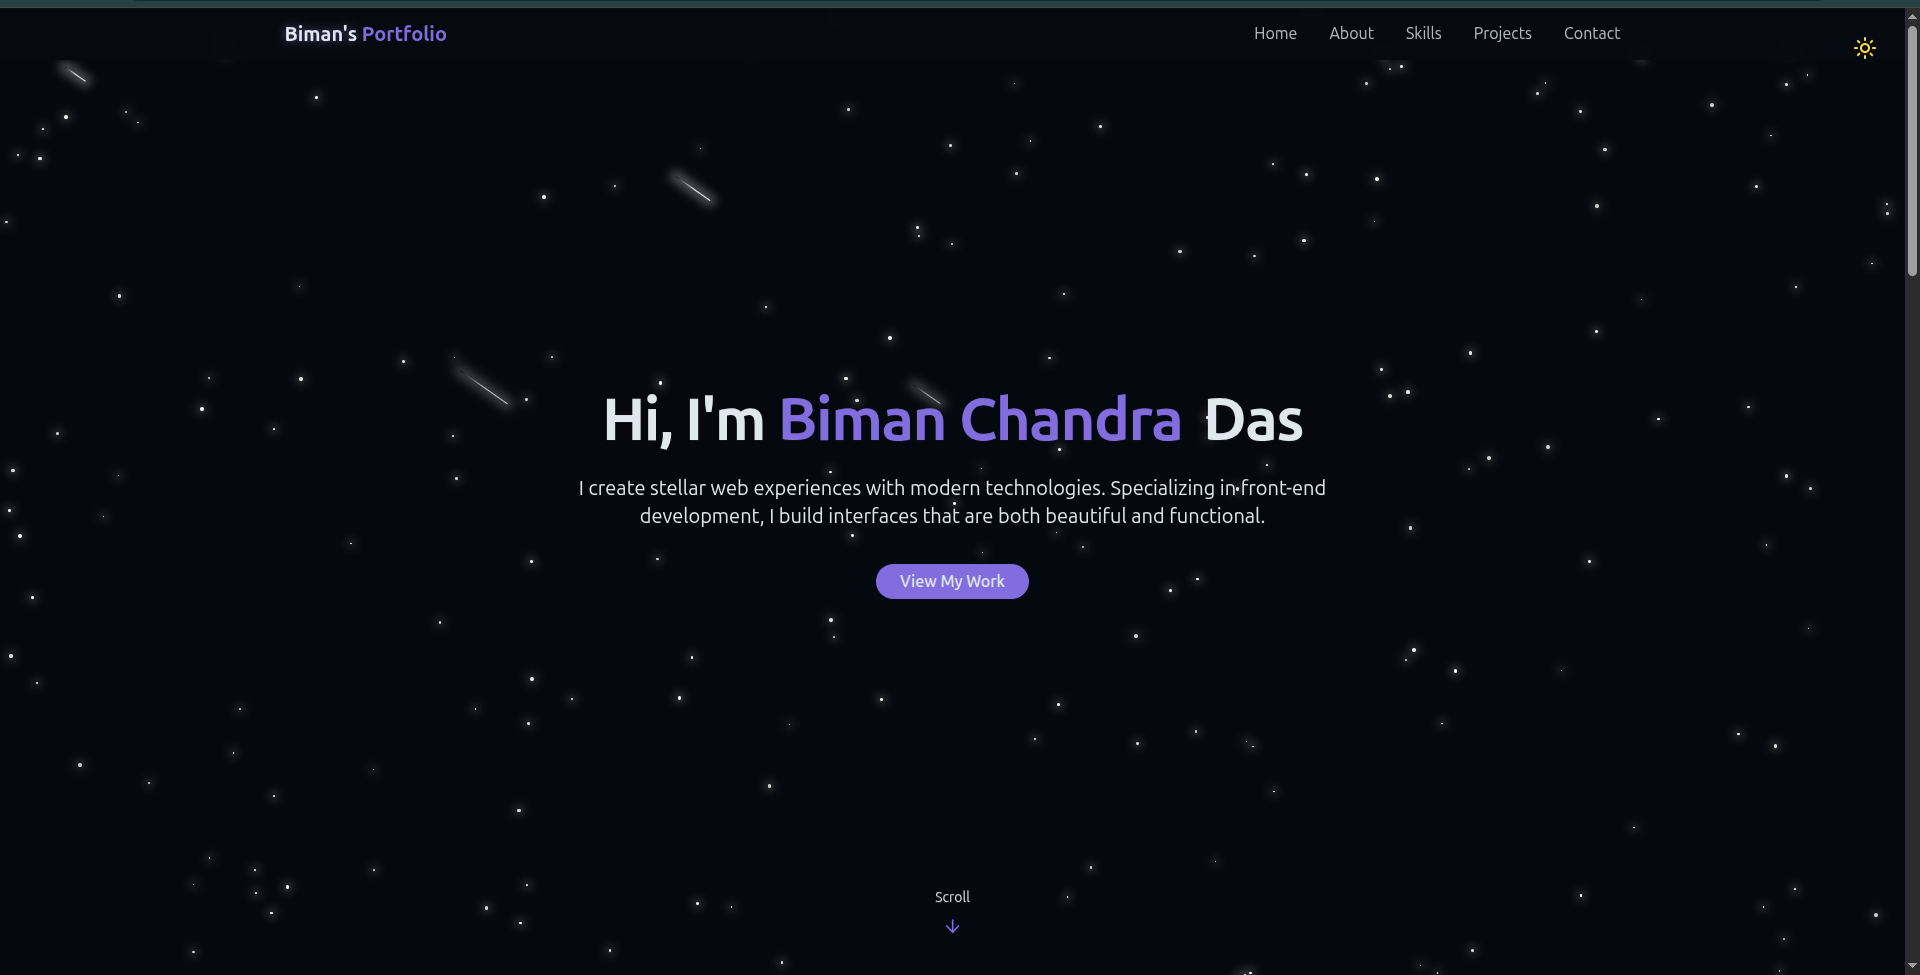 Biman's Portfolio
Home About Skills Projects Contact
Hi, I'm Biman Chandra Das
I create stellar web experiences with modern technologies. Specializing in front-end
development, I build interfaces that are both beautiful and functional.
View My Work
Scroll